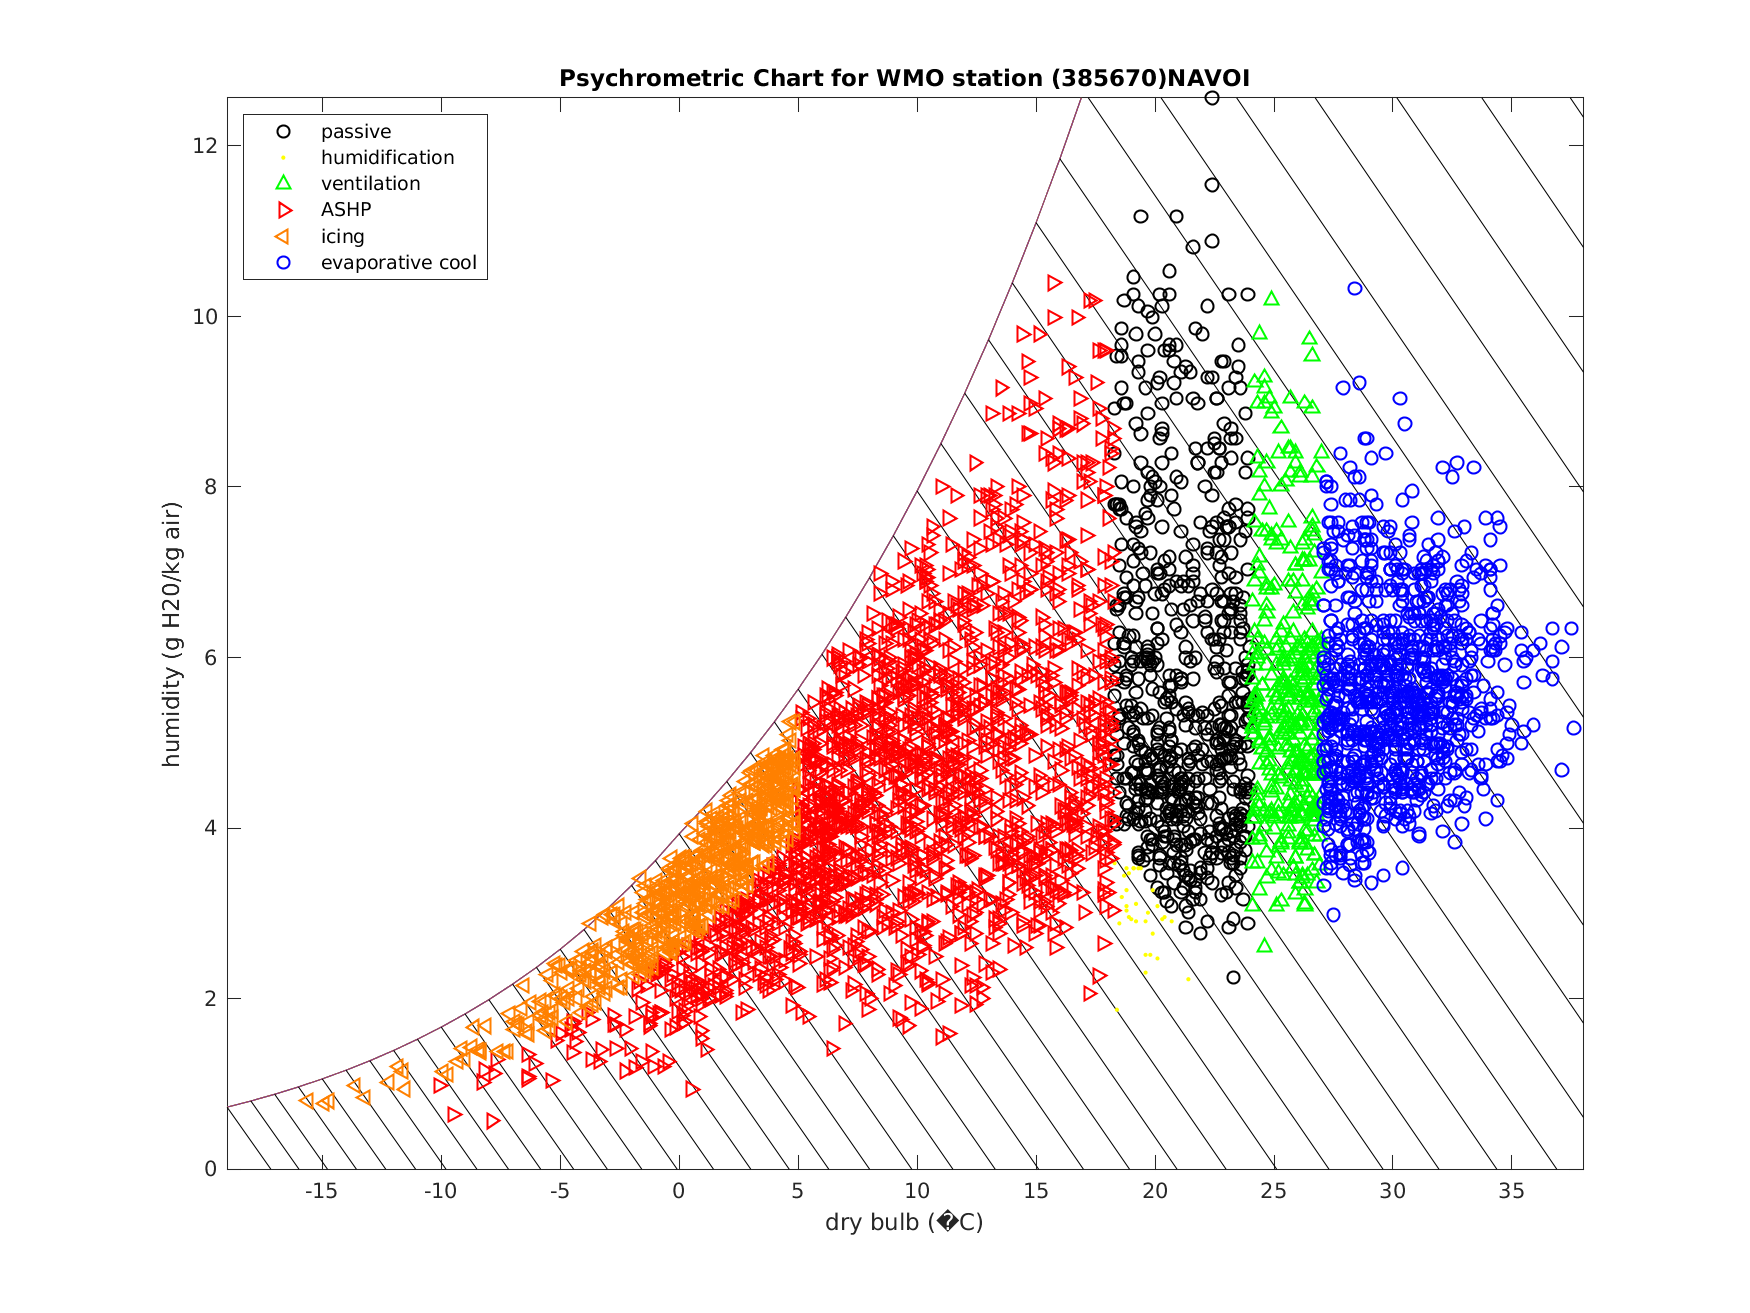 Psychrometric Chart for WMO station (385670)NAVOI
passive
humidification
ventilation
ASHP
icing
evaporative cool
humidity (g H20/kg air)
12
10
8
6
4
2
0
-15 -10 -5 0 5 10 15 20 25 30 35
dry bulb (�C)